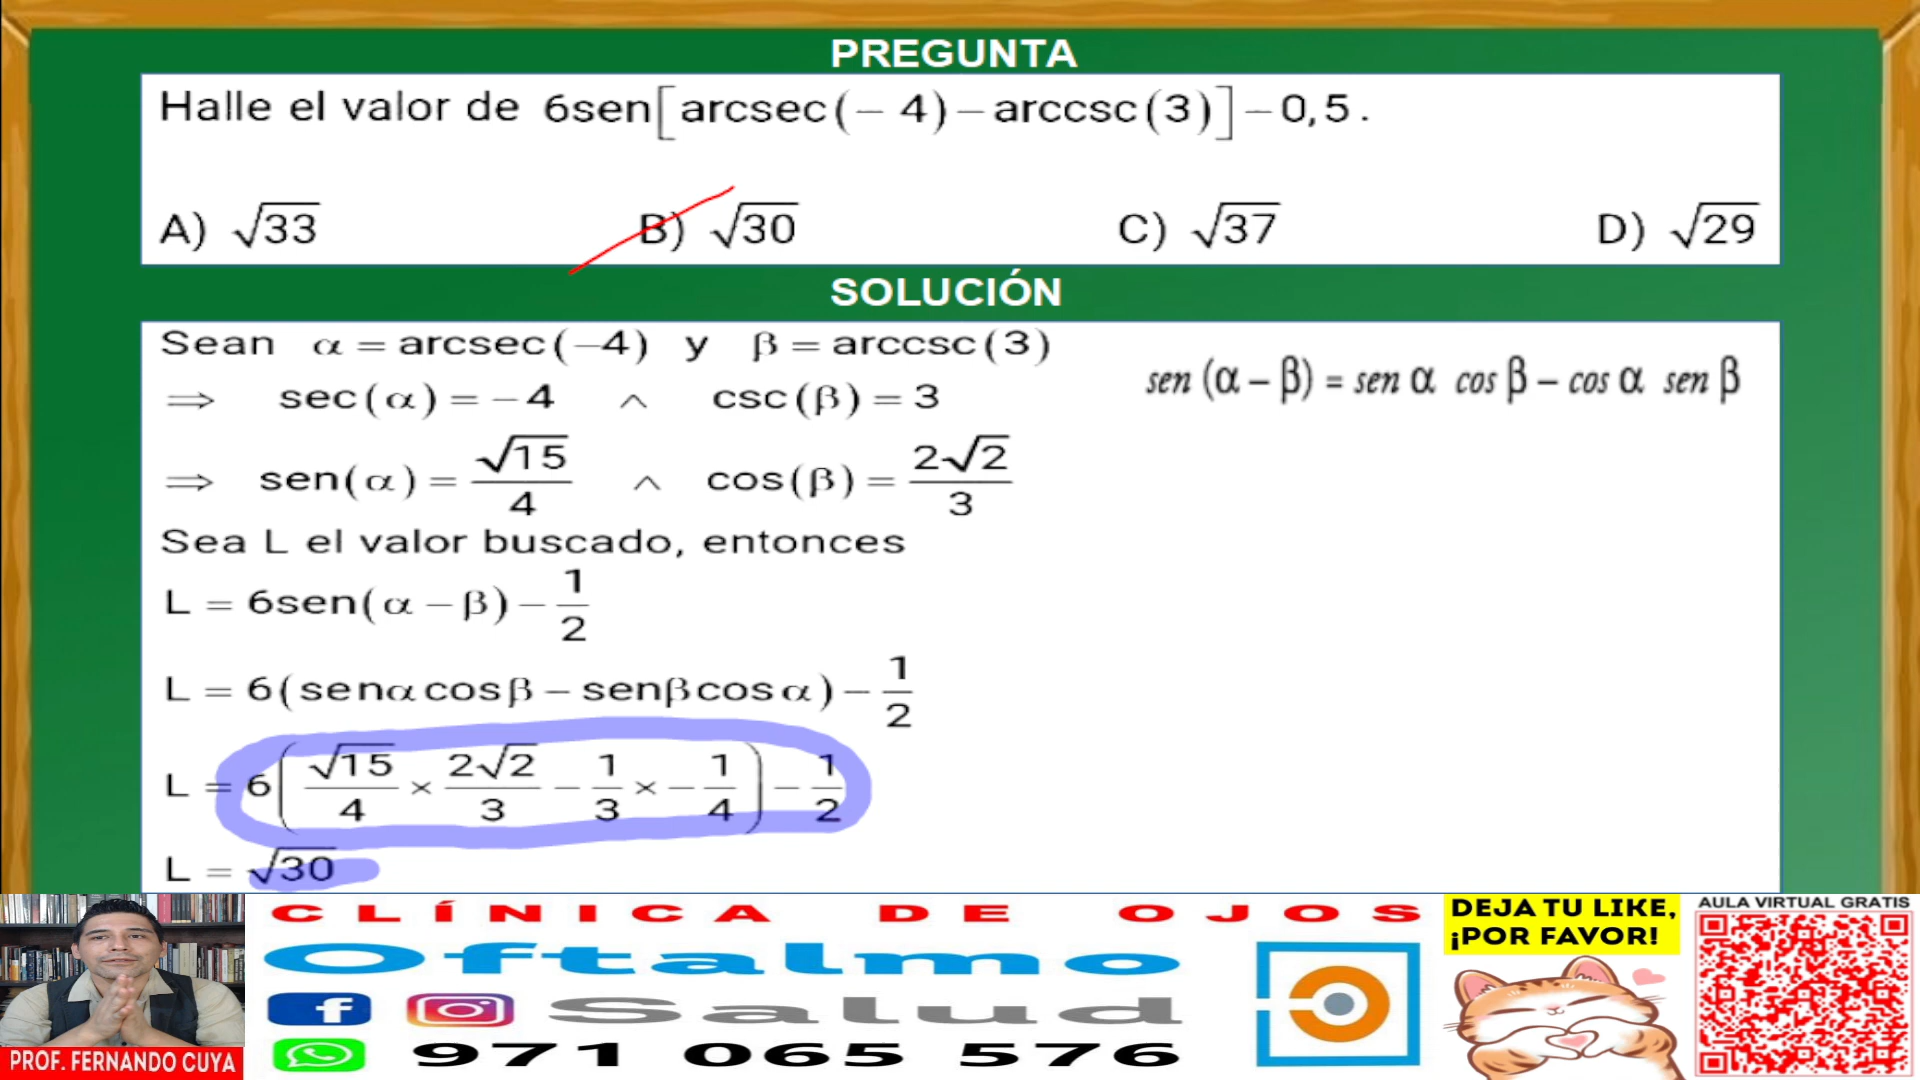 PREGUNTA
Halle el valor de 6sen[arcsec(− 4) − arccsc(3)] − 0,5.
A) √33 B) √30 C) √37 D) √29
SOLUCIÓN
Sean α = arcsec(−4) y β = arccsc(3)
⇒ sec(α) = −4 ∧ csc(β) = 3
⇒ sen(α) = √15/4 ∧ cos(β) = 2√2/3
sen (α − β) = sen α cos β − cos α sen β
Sea L el valor buscado, entonces
L = 6sen(α − β) − 1/2
L = 6(senα cosβ − senβ cosα) − 1/2
L = 6(√15/4 × 2√2/3 − 1/3 × −1/4) − 1/2
L = √30
PROF. FERNANDO CUYA
CLÍNICA DE OJOS
Oftalmo
Salud
971 065 576
DEJA TU LIKE,
¡POR FAVOR!
AULA VIRTUAL GRATIS